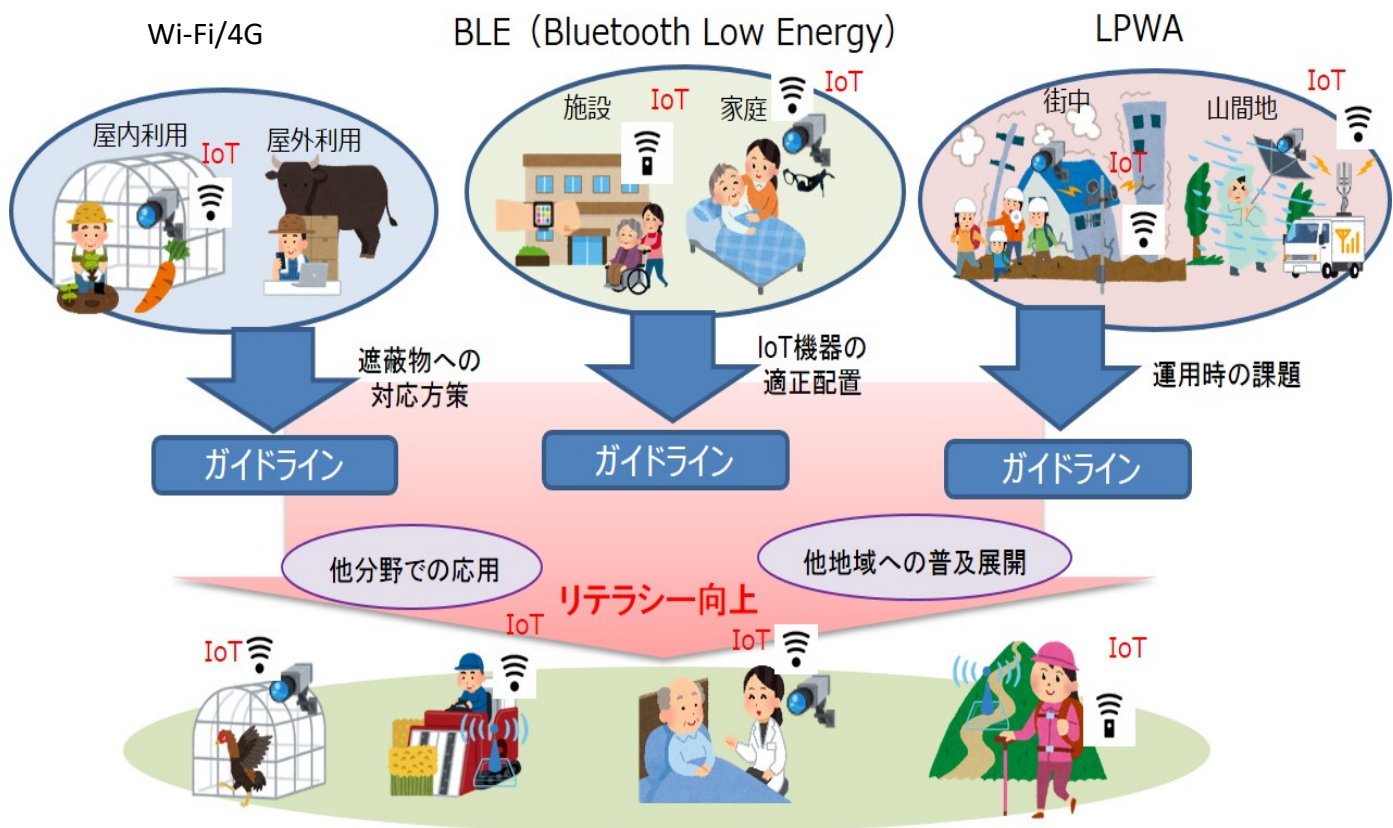 Wi-Fi/4G
BLE（Bluetooth Low Energy）
LPWA
屋内利用
IoT
屋外利用
施設
IoT
家庭
IoT
街中
IoT
山間地
IoT
遮蔽物への
対応方策
IoT機器の
適正配置
運用時の課題
ガイドライン
ガイドライン
ガイドライン
他分野での応用
他地域への普及展開
リテラシー向上
IoT
IoT
IoT
IoT